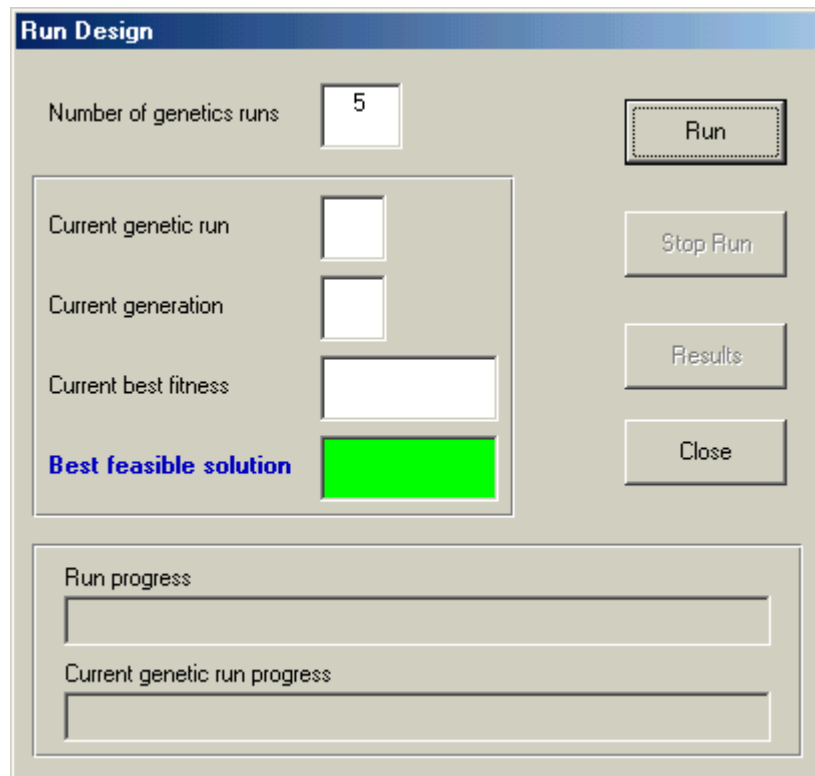 Run Design
Number of genetics runs 5
Run
Current genetic run
Stop Run
Current generation
Current best fitness
Results
Best feasible solution
Close
Run progress
Current genetic run progress